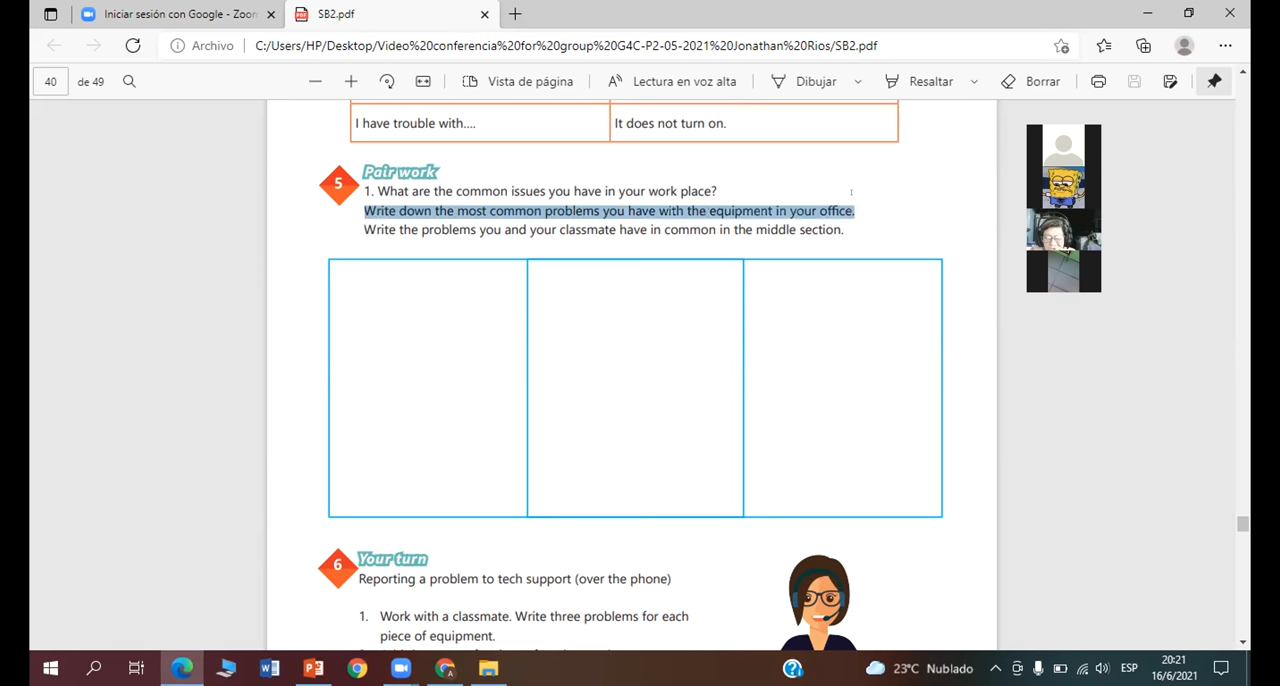 Iniciar sesión con Google - Zoom
SB2.pdf
Archivo
C:/Users/HP/Desktop/Video%20conferencia%20for%20group%20G4C-P2-05-2021%20Jonathan%20Rios/SB2.pdf
40 de 49
Vista de página
Lectura en voz alta
Dibujar
Resaltar
Borrar
I have trouble with.... It does not turn on.
5 Pair work
1. What are the common issues you have in your work place?
Write down the most common problems you have with the equipment in your office.
Write the problems you and your classmate have in common in the middle section.
6 Your turn
Reporting a problem to tech support (over the phone)
1. Work with a classmate. Write three problems for each
piece of equipment.
23°C Nublado
ESP
20:21
16/6/2021